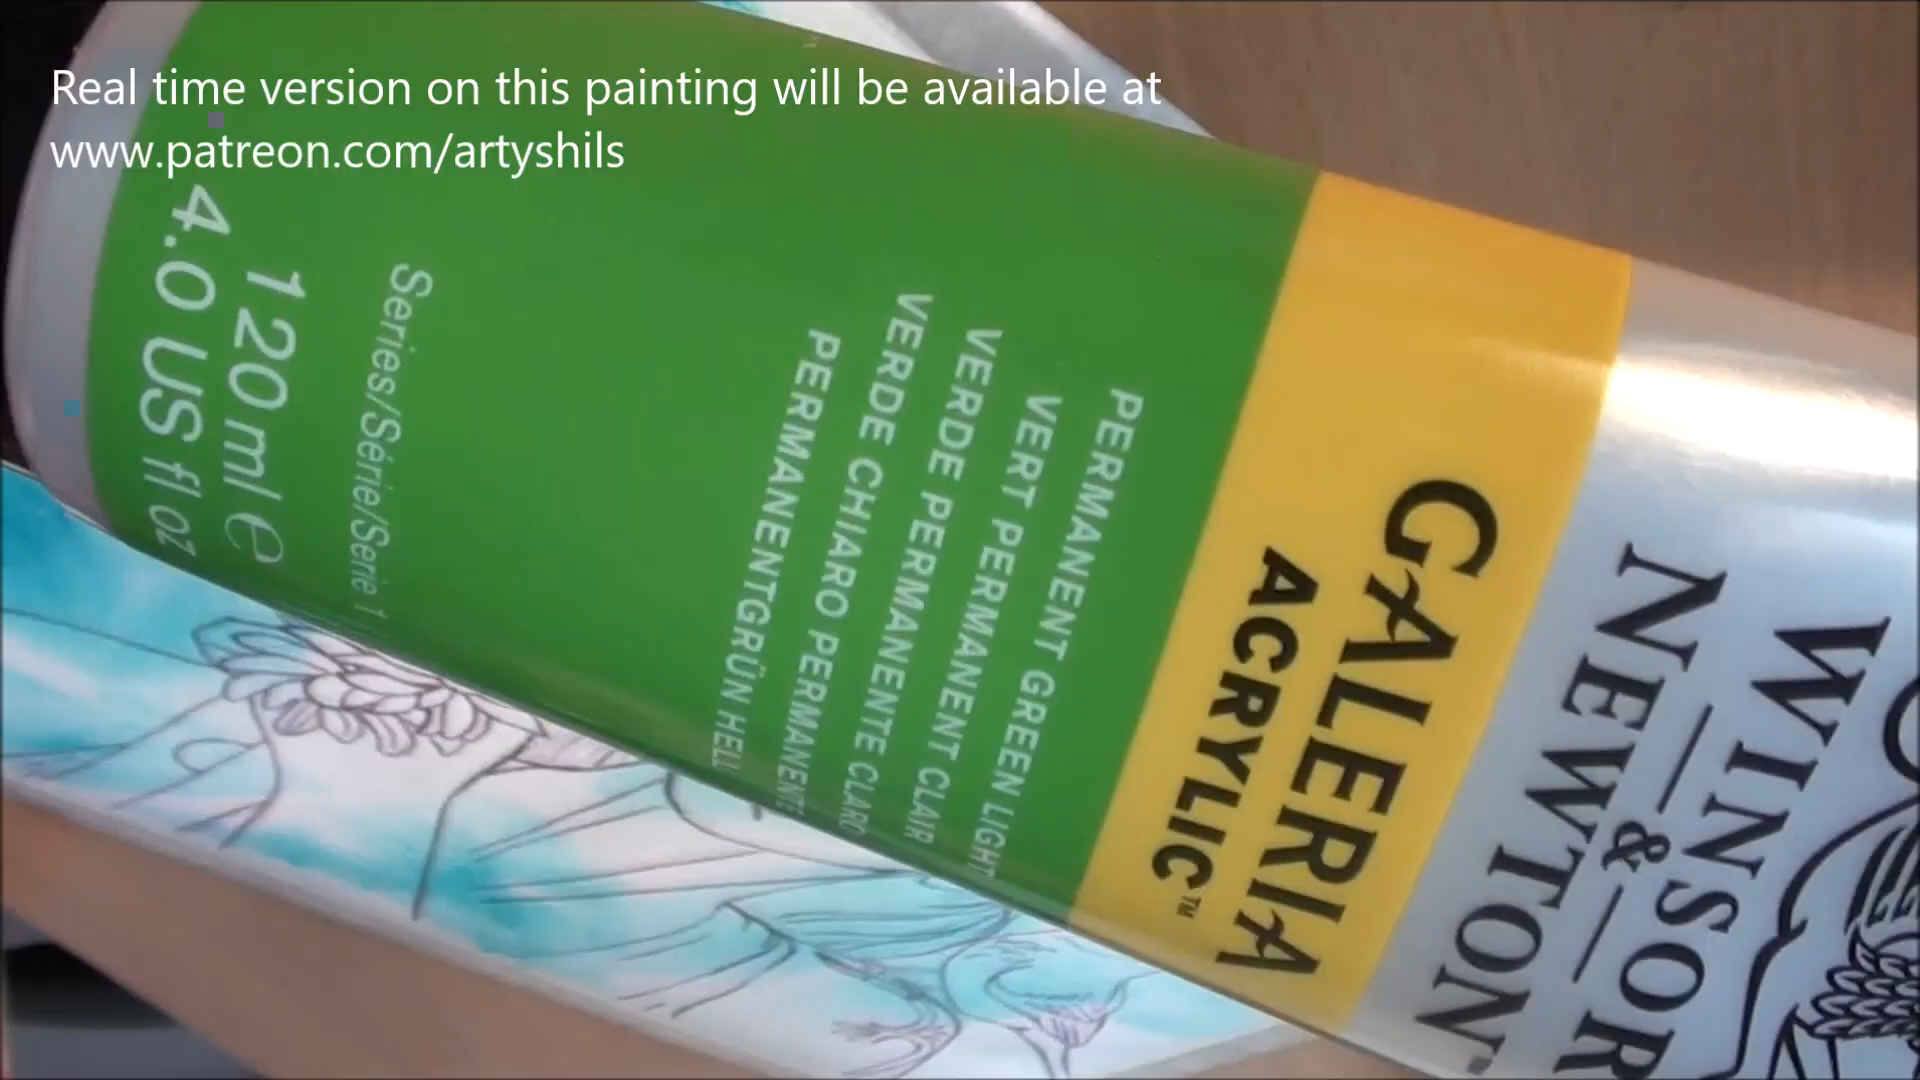 Real time version on this painting will be available at
www.patreon.com/artyshils
WINSOR
& 
NEWTON
GALERIA
ACRYLIC™
PERMANENT GREEN LIGHT
VERT PERMANENT CLAIR
VERDE PERMANENTE CLARO
VERDE CHIARO PERMANENTE
PERMANENTGRÜN HELL
Series/Série/Serie 1
120ml e
4.0 US fl oz